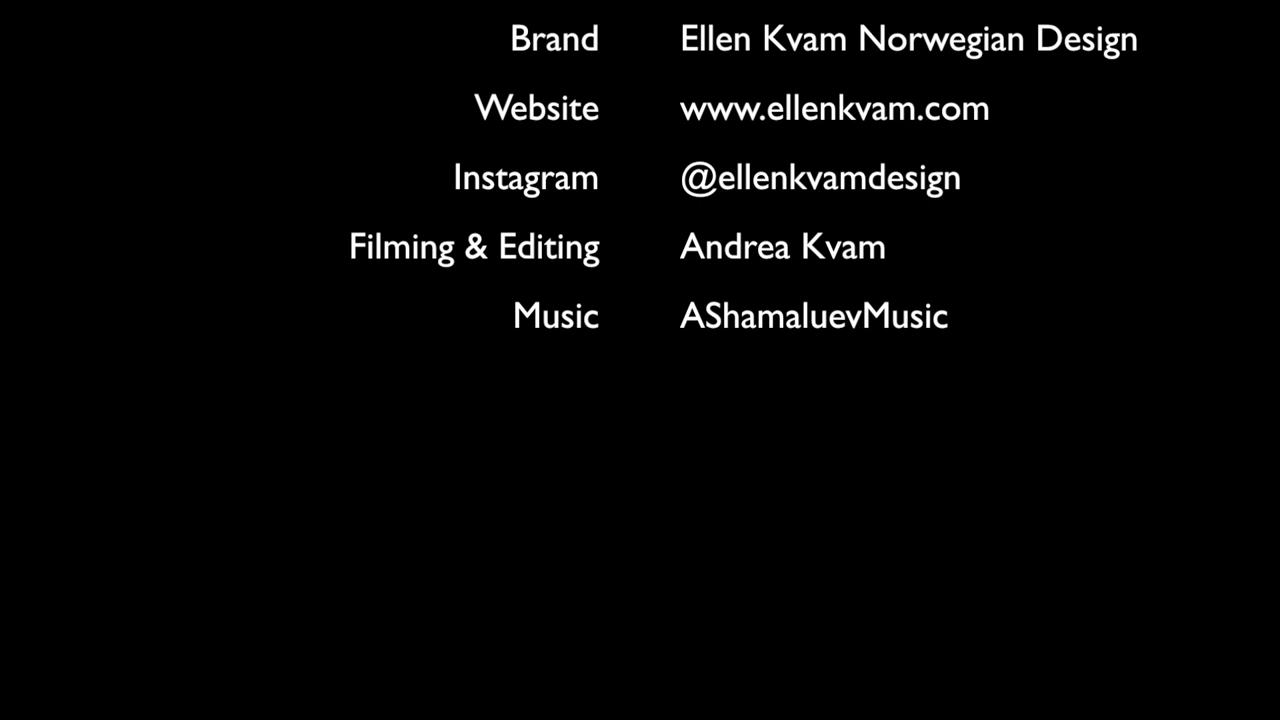 Brand Ellen Kvam Norwegian Design
Website www.ellenkvam.com
Instagram @ellenkvamdesign
Filming & Editing Andrea Kvam
Music AShamaluevMusic